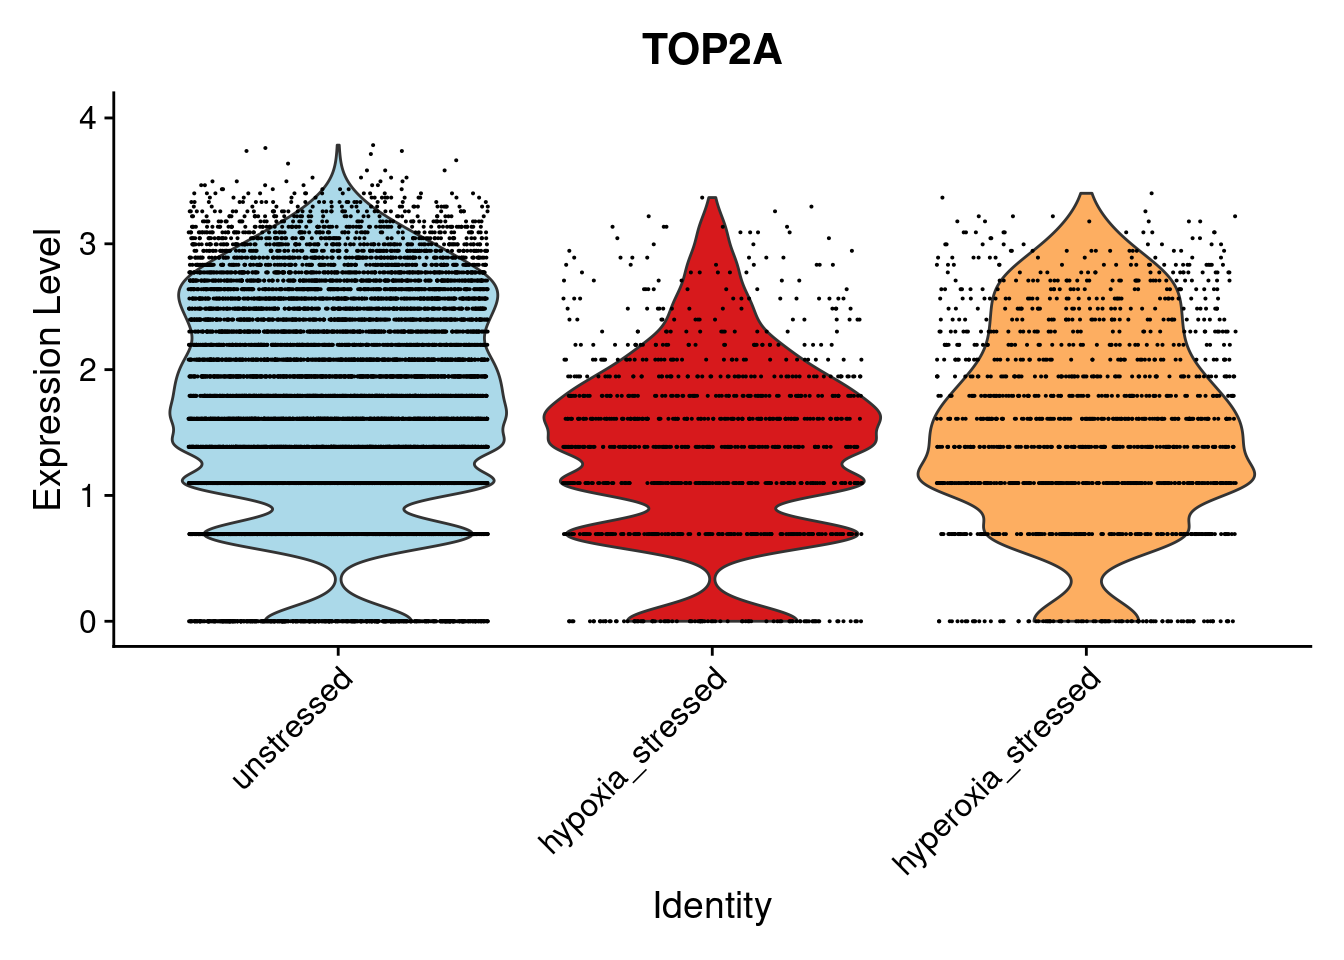 TOP2A
Expression Level
4
3
2
1
0
unstressed
hypoxia_stressed
hyperoxia_stressed
Identity